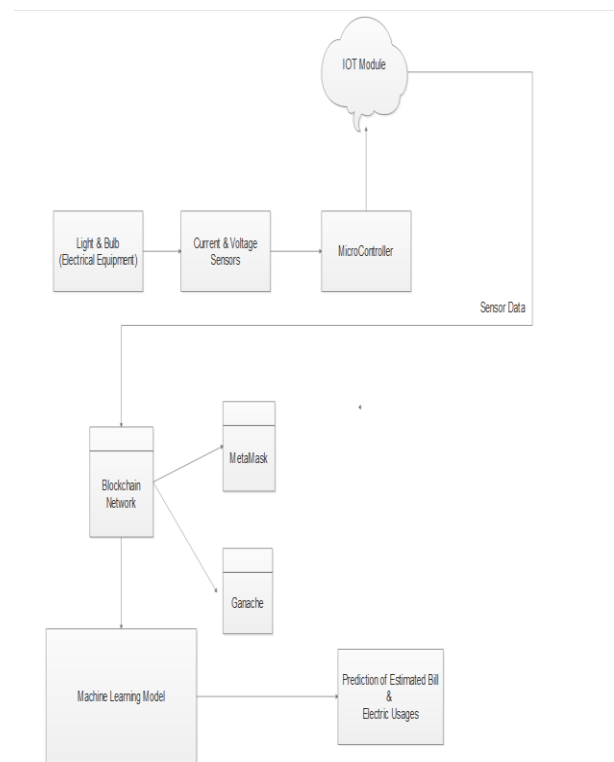 IOT Module
Light & Bulb
(Electrical Equipment)
Current & Voltage
Sensors
MicroController
Sensor Data
MetaMask
Blockchain
Network
Ganache
Machine Learning Model
Prediction of Estimated Bill
&
Electric Usages